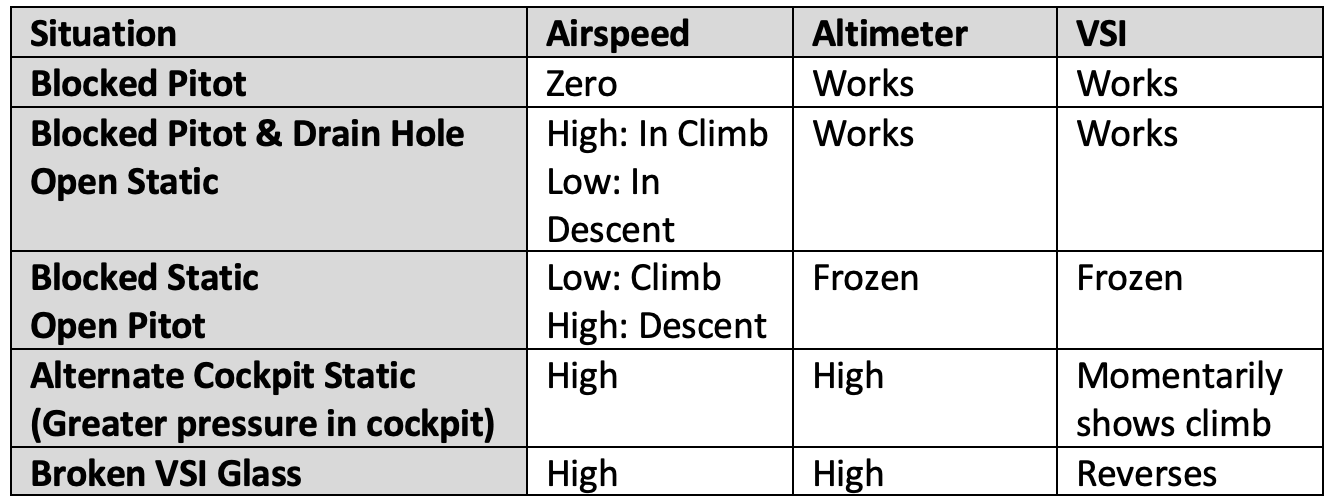 Situation Airspeed Altimeter VSI
Blocked Pitot Zero Works Works
Blocked Pitot & Drain Hole High: In Climb Works Works
Open Static Low: In
Descent
Blocked Static Low: Climb Frozen Frozen
Open Pitot High: Descent
Alternate Cockpit Static High High Momentarily
(Greater pressure in cockpit) shows climb
Broken VSI Glass High High Reverses